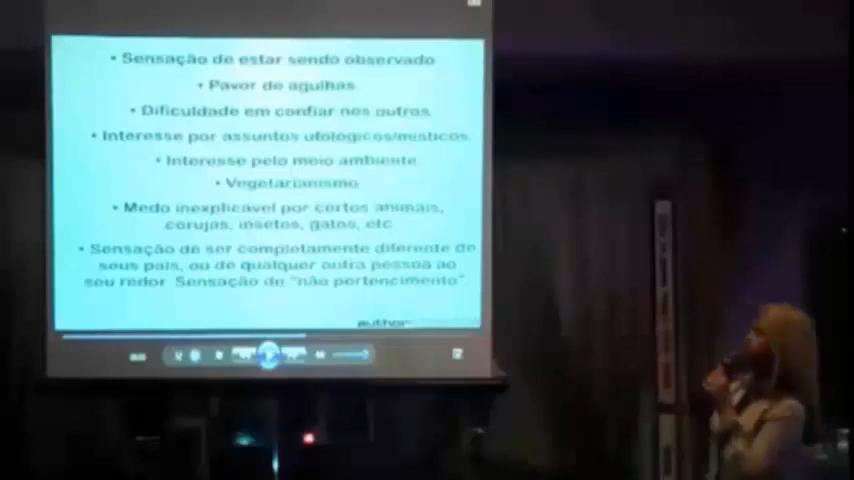 • Sensação de estar sendo observado
• Pavor de agulhas
• Dificuldade em confiar nos outros
• Interesse por assuntos ufológicos/místicos
• Interesse pelo meio ambiente
• Vegetarianismo
• Medo inexplicável por certos animais,
corujas, insetos, gatos, etc
• Sensação de ser completamente diferente de
seus pais, ou de qualquer outra pessoa ao
seu redor Sensação de "não pertencimento"
author